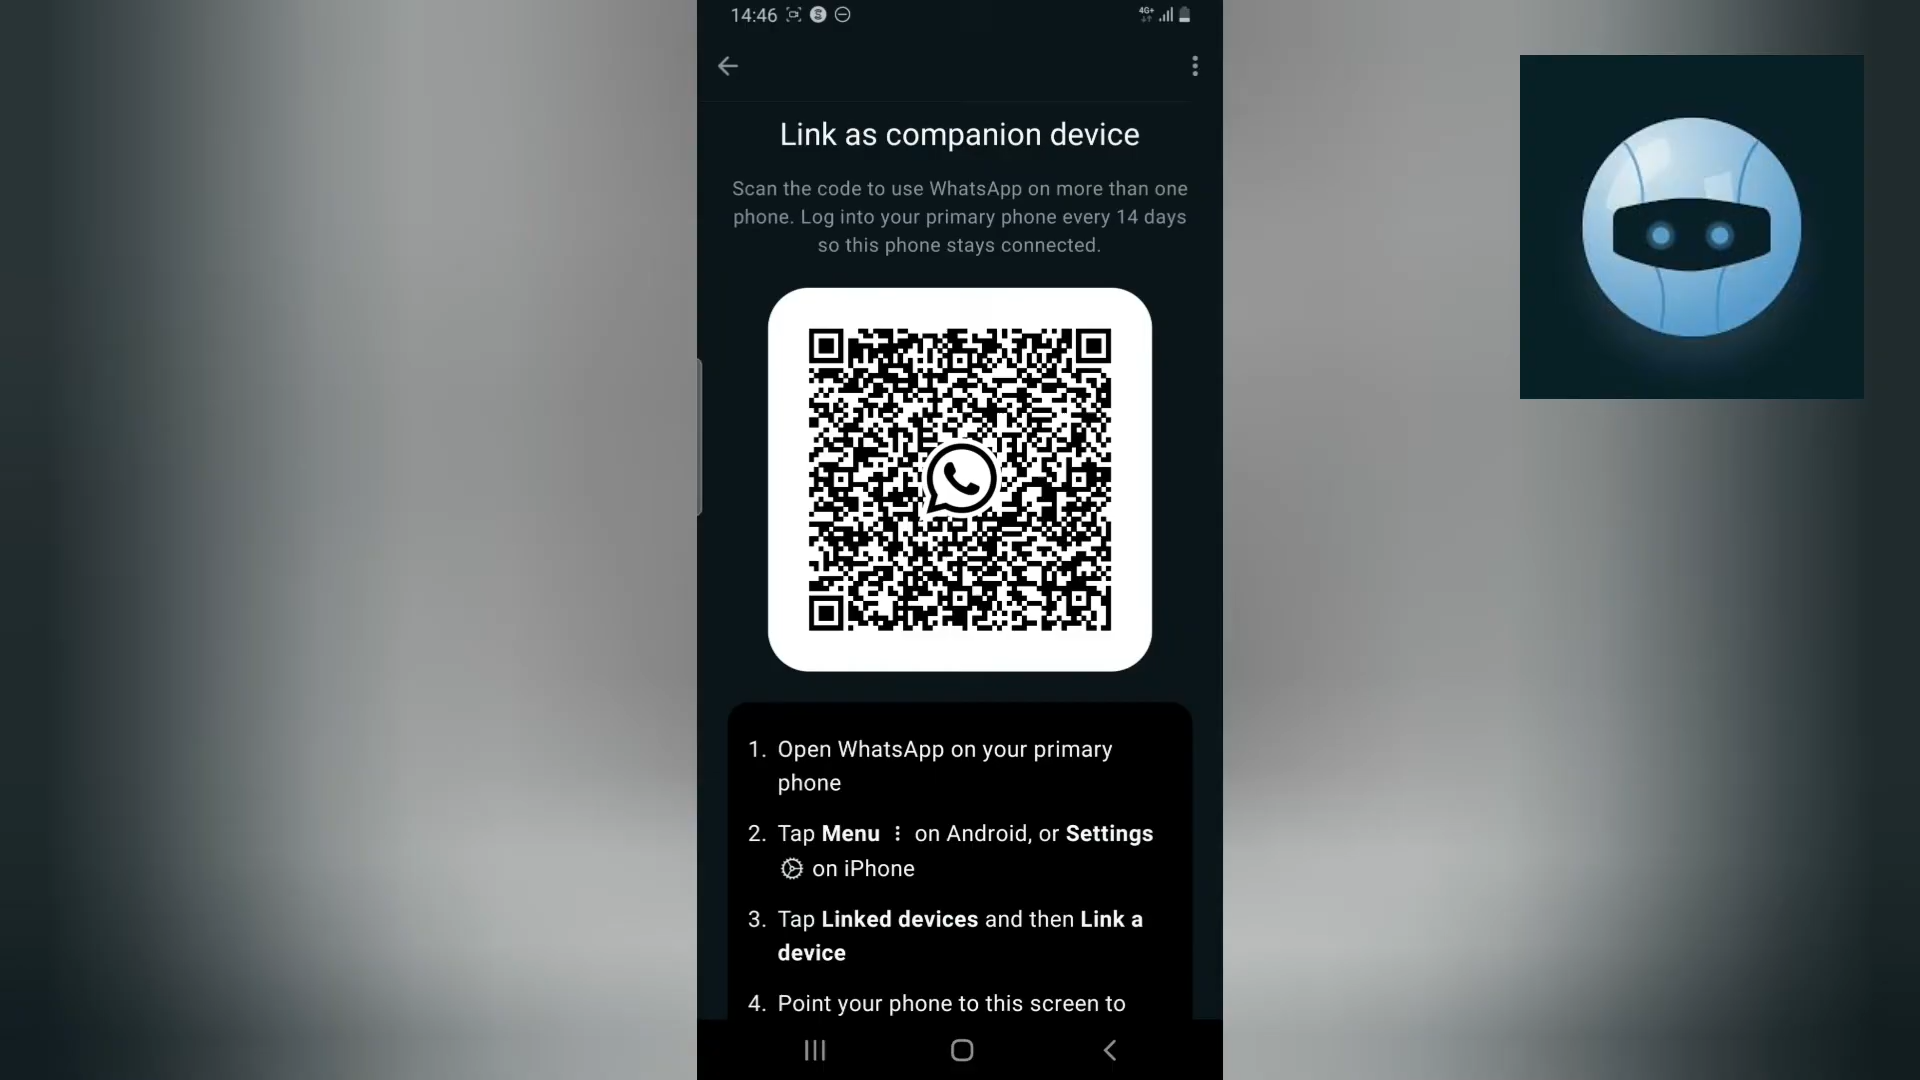 14:46
4G+
Link as companion device
Scan the code to use WhatsApp on more than one
phone. Log into your primary phone every 14 days
so this phone stays connected.
1. Open WhatsApp on your primary
phone
2. Tap Menu ⋮ on Android, or Settings
on iPhone
3. Tap Linked devices and then Link a
device
4. Point your phone to this screen to